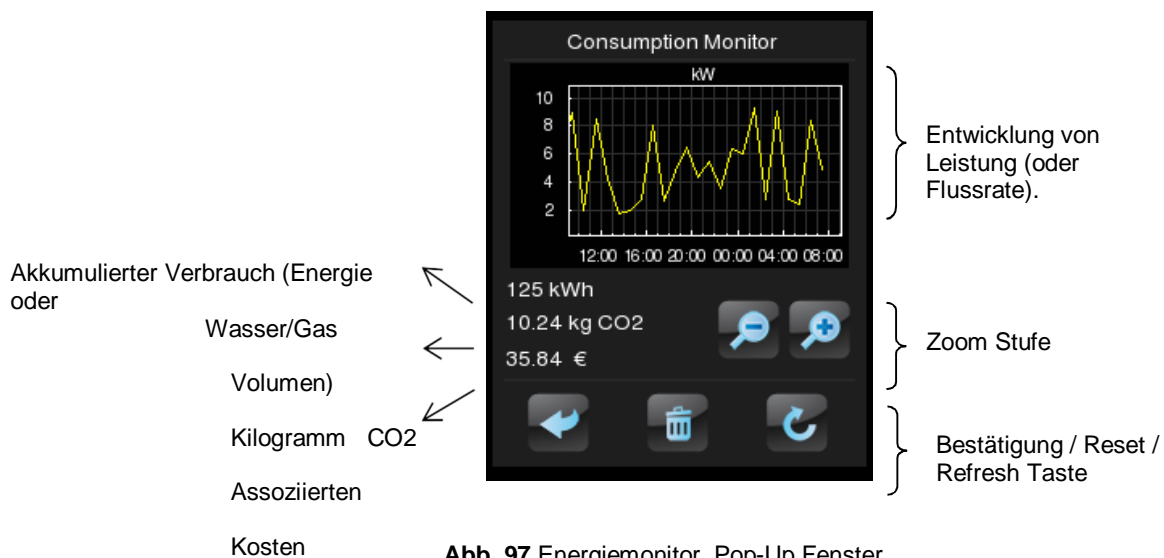 Consumption Monitor
kW
10
8
6
4
2
12:00 16:00 20:00 00:00 04:00 08:00
125 kWh
10.24 kg CO2
35.84 €
Entwicklung von
Leistung (oder
Flussrate).
Akkumulierter Verbrauch (Energie
oder
Wasser/Gas
Volumen)
Kilogramm CO2
Assoziierten
Kosten
Zoom Stufe
Bestätigung / Reset /
Refresh Taste
Abb. 97 Energiemonitor. Pop-Up Fenster